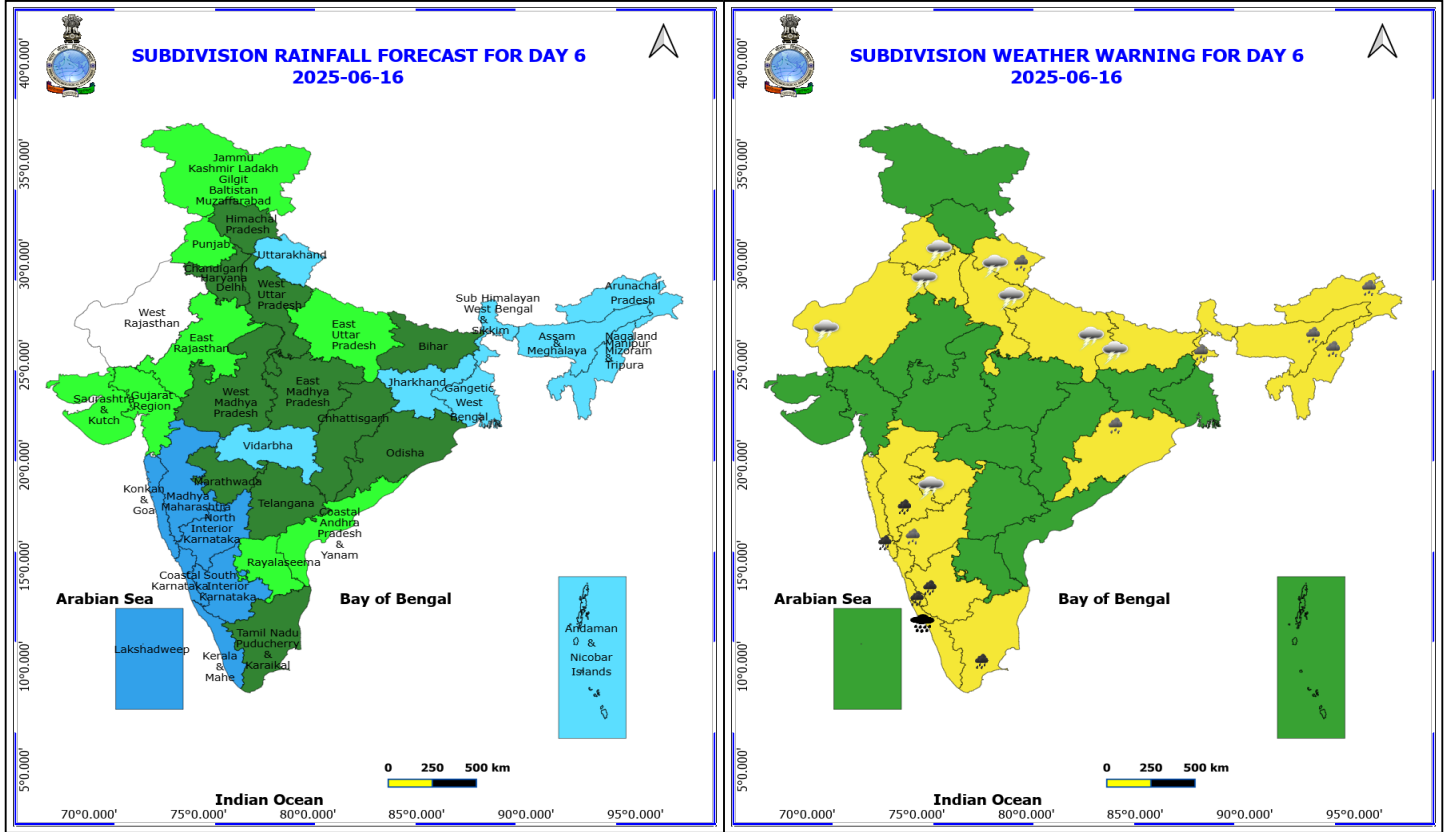 SUBDIVISION RAINFALL FORECAST FOR DAY 6
2025-06-16
40°0.000'
35°0.000'
30°0.000'
25°0.000'
20°0.000'
15°0.000'
10°0.000'
5°0.000'
Jammu
Kashmir Ladakh
Gilgit
Baltistan
Muzaffarabad
Himachal
Pradesh
Punjab
Uttarakhand
Chandigarh
Haryana
Delhi
West
Uttar
Pradesh
West
Rajasthan
East
Rajasthan
East
Uttar
Pradesh
Bihar
Sub Himalayan
West Bengal
&
Sikkim
Arunachal
Pradesh
Assam
&
Meghalaya
Nagaland
Manipur
Mizoram
&
Tripura
Saurashtra
&
Kutch
Gujarat
Region
West
Madhya
Pradesh
East
Madhya
Pradesh
Jharkhand
Gangetic
West
Bengal
Chhattisgarh
Vidarbha
Odisha
Konkan
&
Goa
Madhya
Maharashtra
Marathwada
Telangana
North
Interior
Karnataka
Coastal
Andhra
Pradesh
&
Yanam
Rayalaseema
Coastal
Karnataka
South
Interior
Karnataka
Arabian Sea
Bay of Bengal
Lakshadweep
Kerala
&
Mahe
Tamil Nadu
Puducherry
&
Karaikal
Andaman
&
Nicobar
Islands
0 250 500 km
Indian Ocean
70°0.000' 75°0.000' 80°0.000' 85°0.000' 90°0.000' 95°0.000'
SUBDIVISION WEATHER WARNING FOR DAY 6
2025-06-16
40°0.000'
35°0.000'
30°0.000'
25°0.000'
20°0.000'
15°0.000'
10°0.000'
5°0.000'
Arabian Sea
Bay of Bengal
0 250 500 km
Indian Ocean
70°0.000' 75°0.000' 80°0.000' 85°0.000' 90°0.000' 95°0.000'